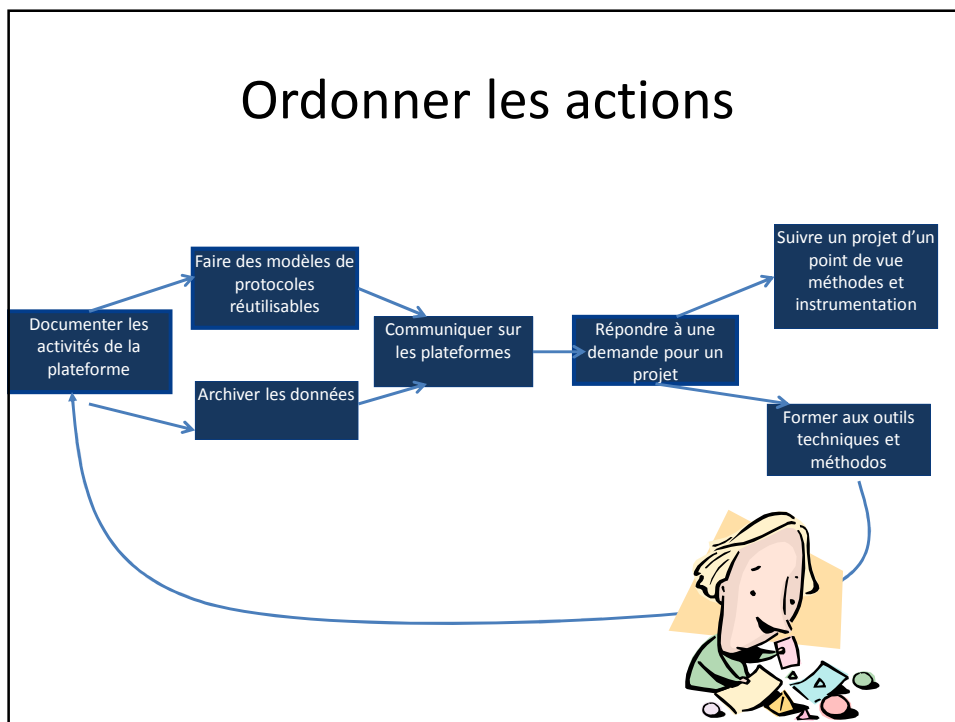 Ordonner les actions
Documenter les
activités de la
plateforme
Faire des modèles de
protocoles
réutilisables
Archiver les données
Communiquer sur
les plateformes
Répondre à une
demande pour un
projet
Suivre un projet d’un
point de vue
méthodes et
instrumentation
Former aux outils
techniques et
méthodos